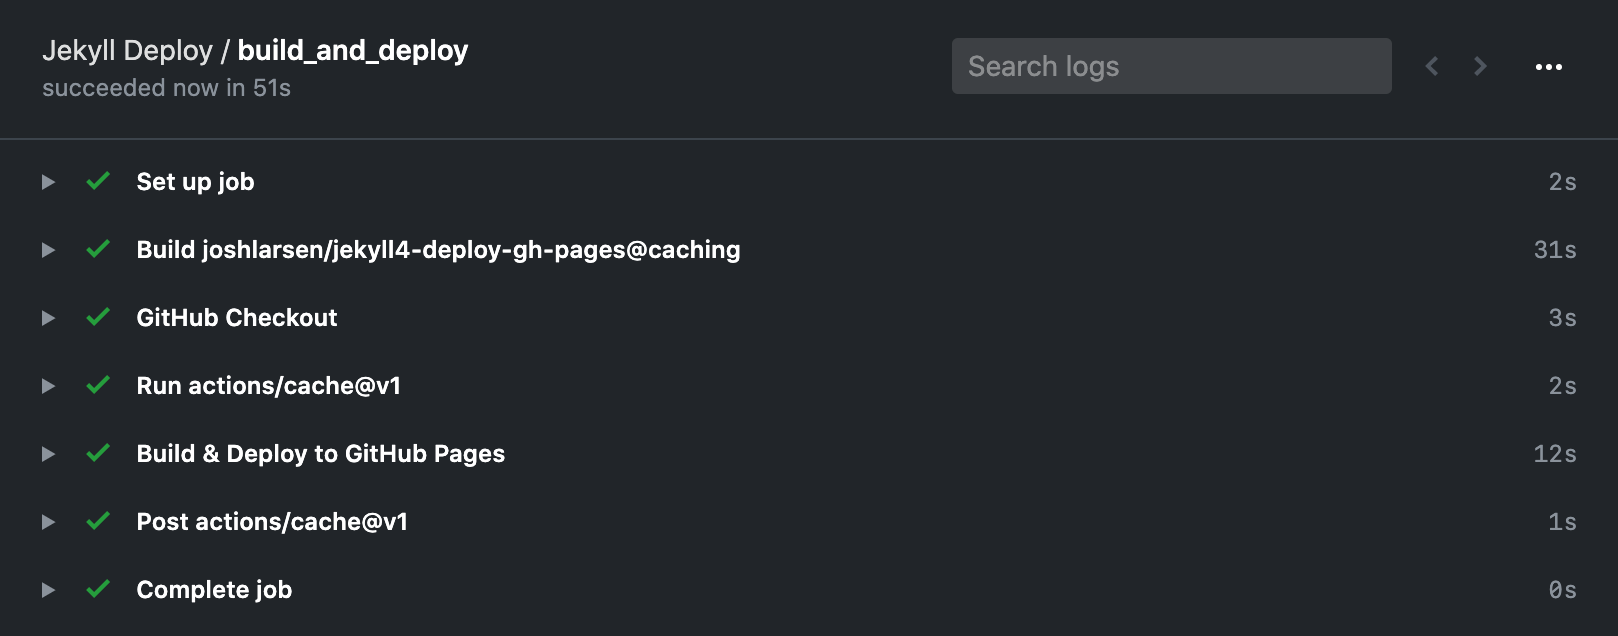 Jekyll Deploy / build_and_deploy
succeeded now in 51s
Search logs
Set up job 2s
Build joshlarsen/jekyll4-deploy-gh-pages@caching 31s
GitHub Checkout 3s
Run actions/cache@v1 2s
Build & Deploy to GitHub Pages 12s
Post actions/cache@v1 1s
Complete job 0s